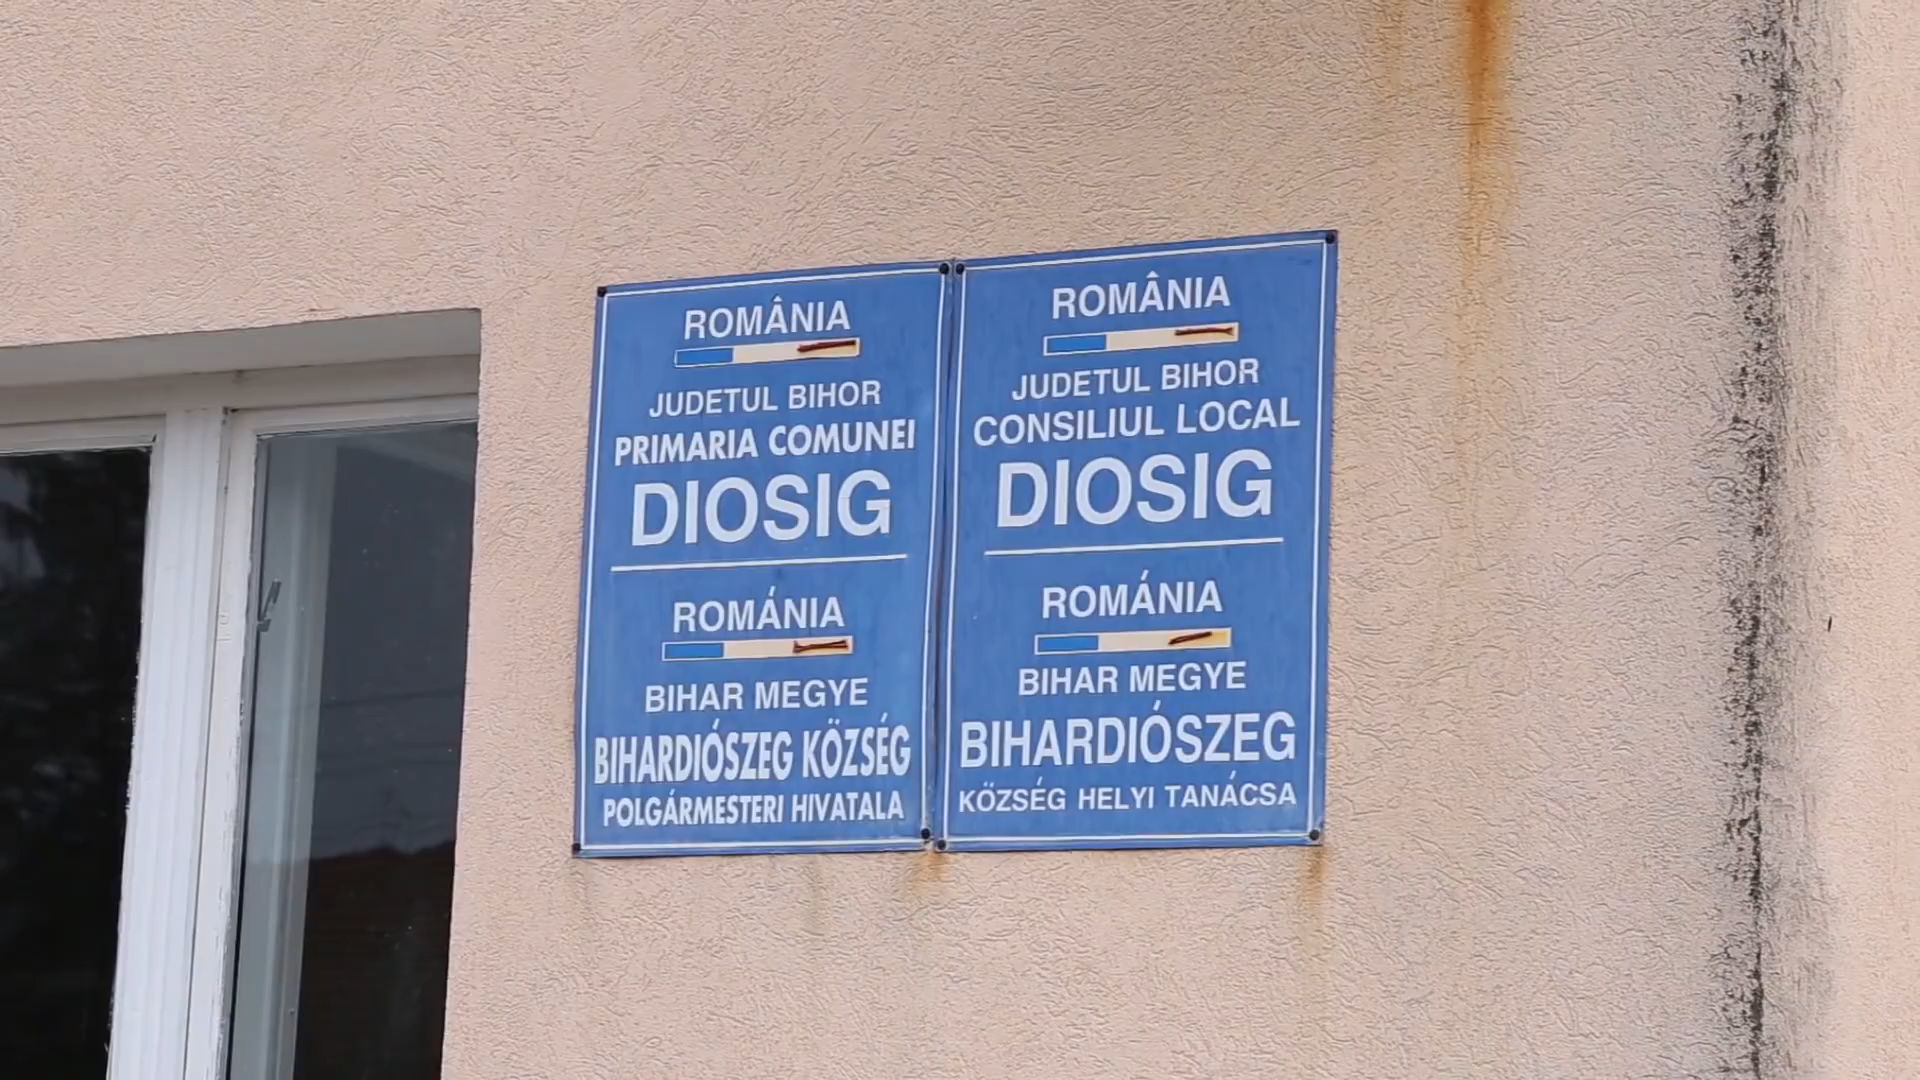 ROMÂNIA
JUDETUL BIHOR
PRIMARIA COMUNEI
DIOSIG
ROMÁNIA
BIHAR MEGYE
BIHARDIÓSZEG KÖZSÉG
POLGÁRMESTERI HIVATALA
ROMÂNIA
JUDETUL BIHOR
CONSILIUL LOCAL
DIOSIG
ROMÁNIA
BIHAR MEGYE
BIHARDIÓSZEG
KÖZSÉG HELYI TANÁCSA